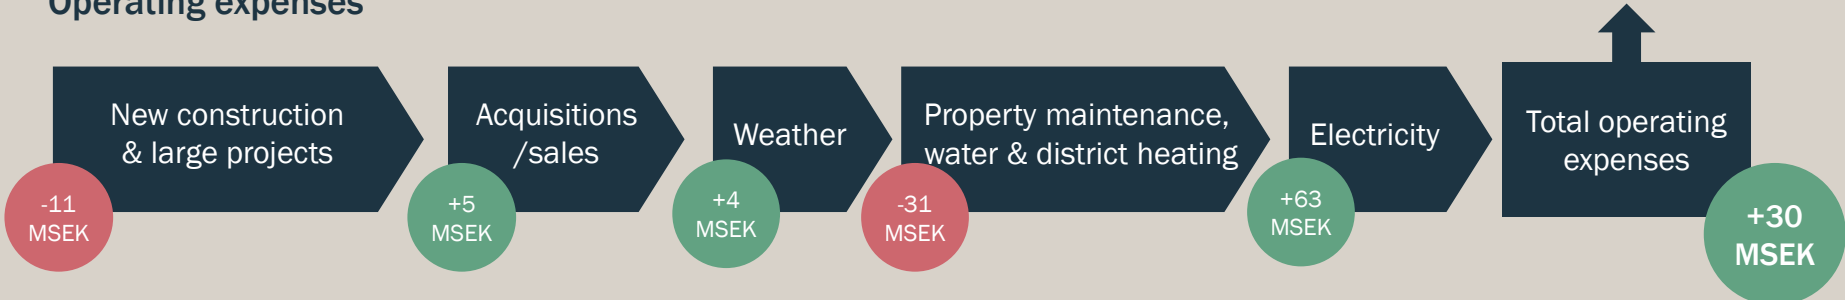 Operating expenses
New construction
& large projects
-11
MSEK
Acquisitions
/sales
+5
MSEK
Weather
+4
MSEK
Property maintenance,
water & district heating
-31
MSEK
Electricity
+63
MSEK
Total operating
expenses
+30
MSEK